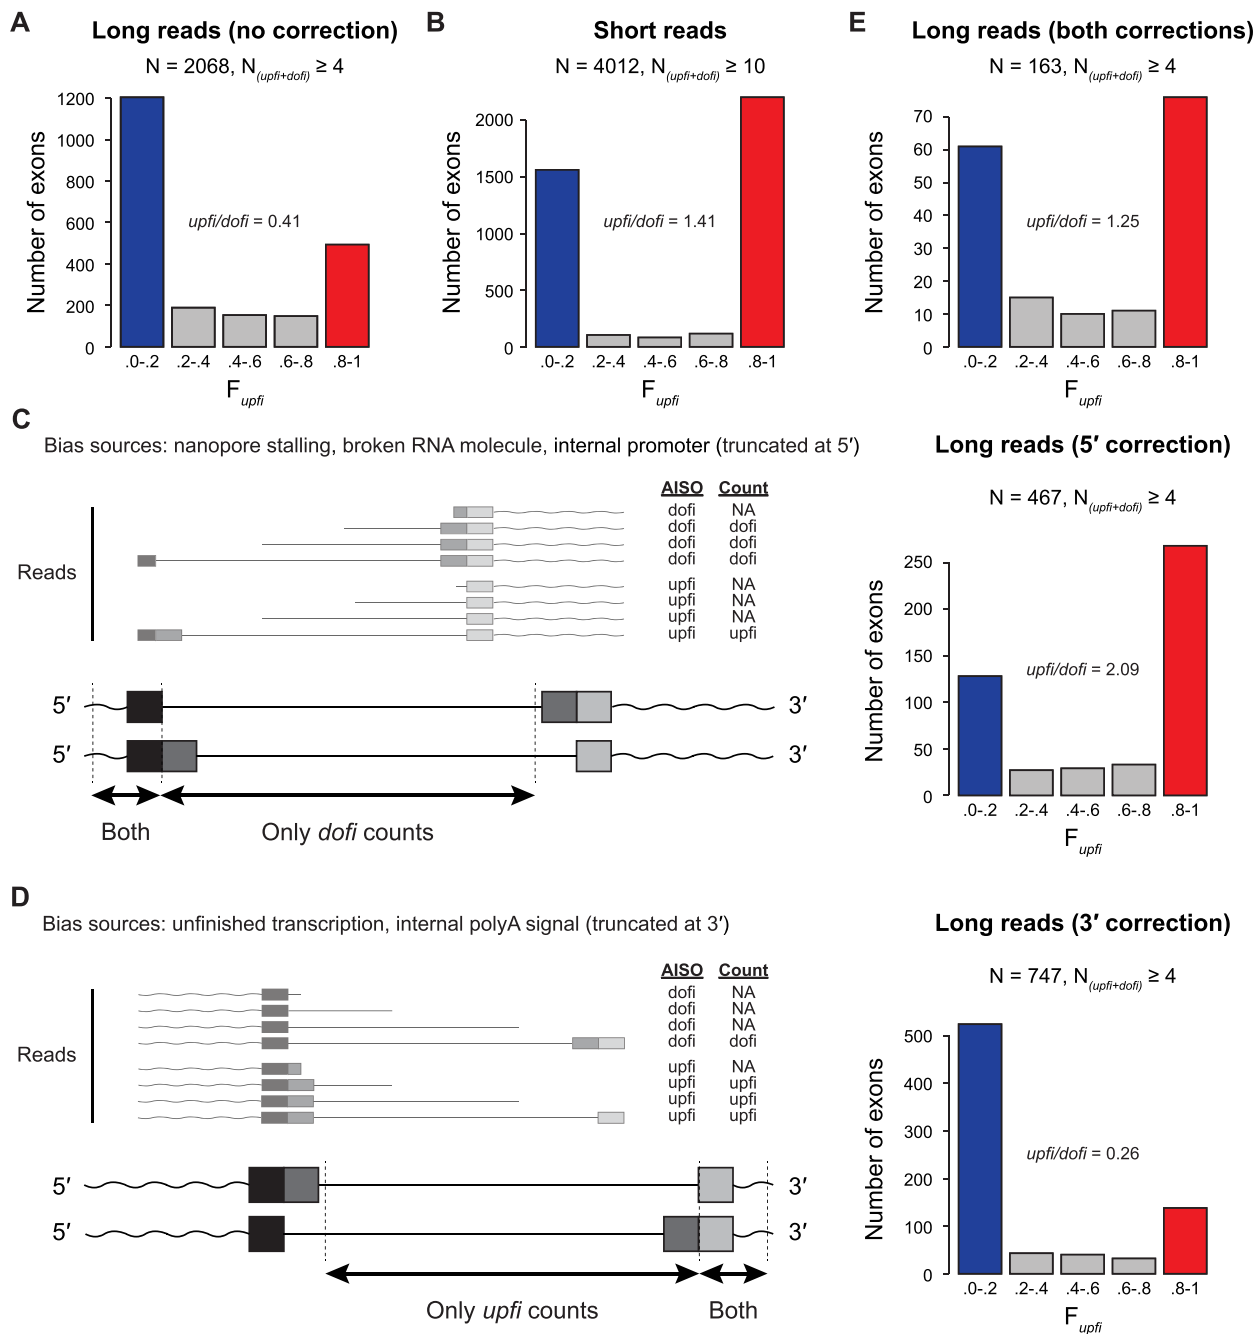 A
Long reads (no correction)
N = 2068, N(upfi+dofi) ≥ 4
Number of exons
1200
1000
800
600
400
200
0
upfi/dofi = 0.41
.0-.2 .2-.4 .4-.6 .6-.8 .8-1
Fupfi
B
Short reads
N = 4012, N(upfi+dofi) ≥ 10
Number of exons
2000
1500
1000
500
0
upfi/dofi = 1.41
.0-.2 .2-.4 .4-.6 .6-.8 .8-1
Fupfi
E
Long reads (both corrections)
N = 163, N(upfi+dofi) ≥ 4
Number of exons
70
60
50
40
30
20
10
0
upfi/dofi = 1.25
.0-.2 .2-.4 .4-.6 .6-.8 .8-1
Fupfi
C
Bias sources: nanopore stalling, broken RNA molecule, internal promoter (truncated at 5′)
AISO Count
dofi NA
dofi dofi
dofi dofi
dofi dofi
upfi NA
upfi NA
upfi NA
upfi upfi
Reads
5′ 3′
5′ 3′
Both Only dofi counts
Long reads (5′ correction)
N = 467, N(upfi+dofi) ≥ 4
Number of exons
250
200
150
100
50
0
upfi/dofi = 2.09
.0-.2 .2-.4 .4-.6 .6-.8 .8-1
Fupfi
D
Bias sources: unfinished transcription, internal polyA signal (truncated at 3′)
AISO Count
dofi NA
dofi NA
dofi NA
dofi dofi
upfi NA
upfi upfi
upfi upfi
upfi upfi
Reads
5′ 3′
5′ 3′
Only upfi counts Both
Long reads (3′ correction)
N = 747, N(upfi+dofi) ≥ 4
Number of exons
500
400
300
200
100
0
upfi/dofi = 0.26
.0-.2 .2-.4 .4-.6 .6-.8 .8-1
Fupfi